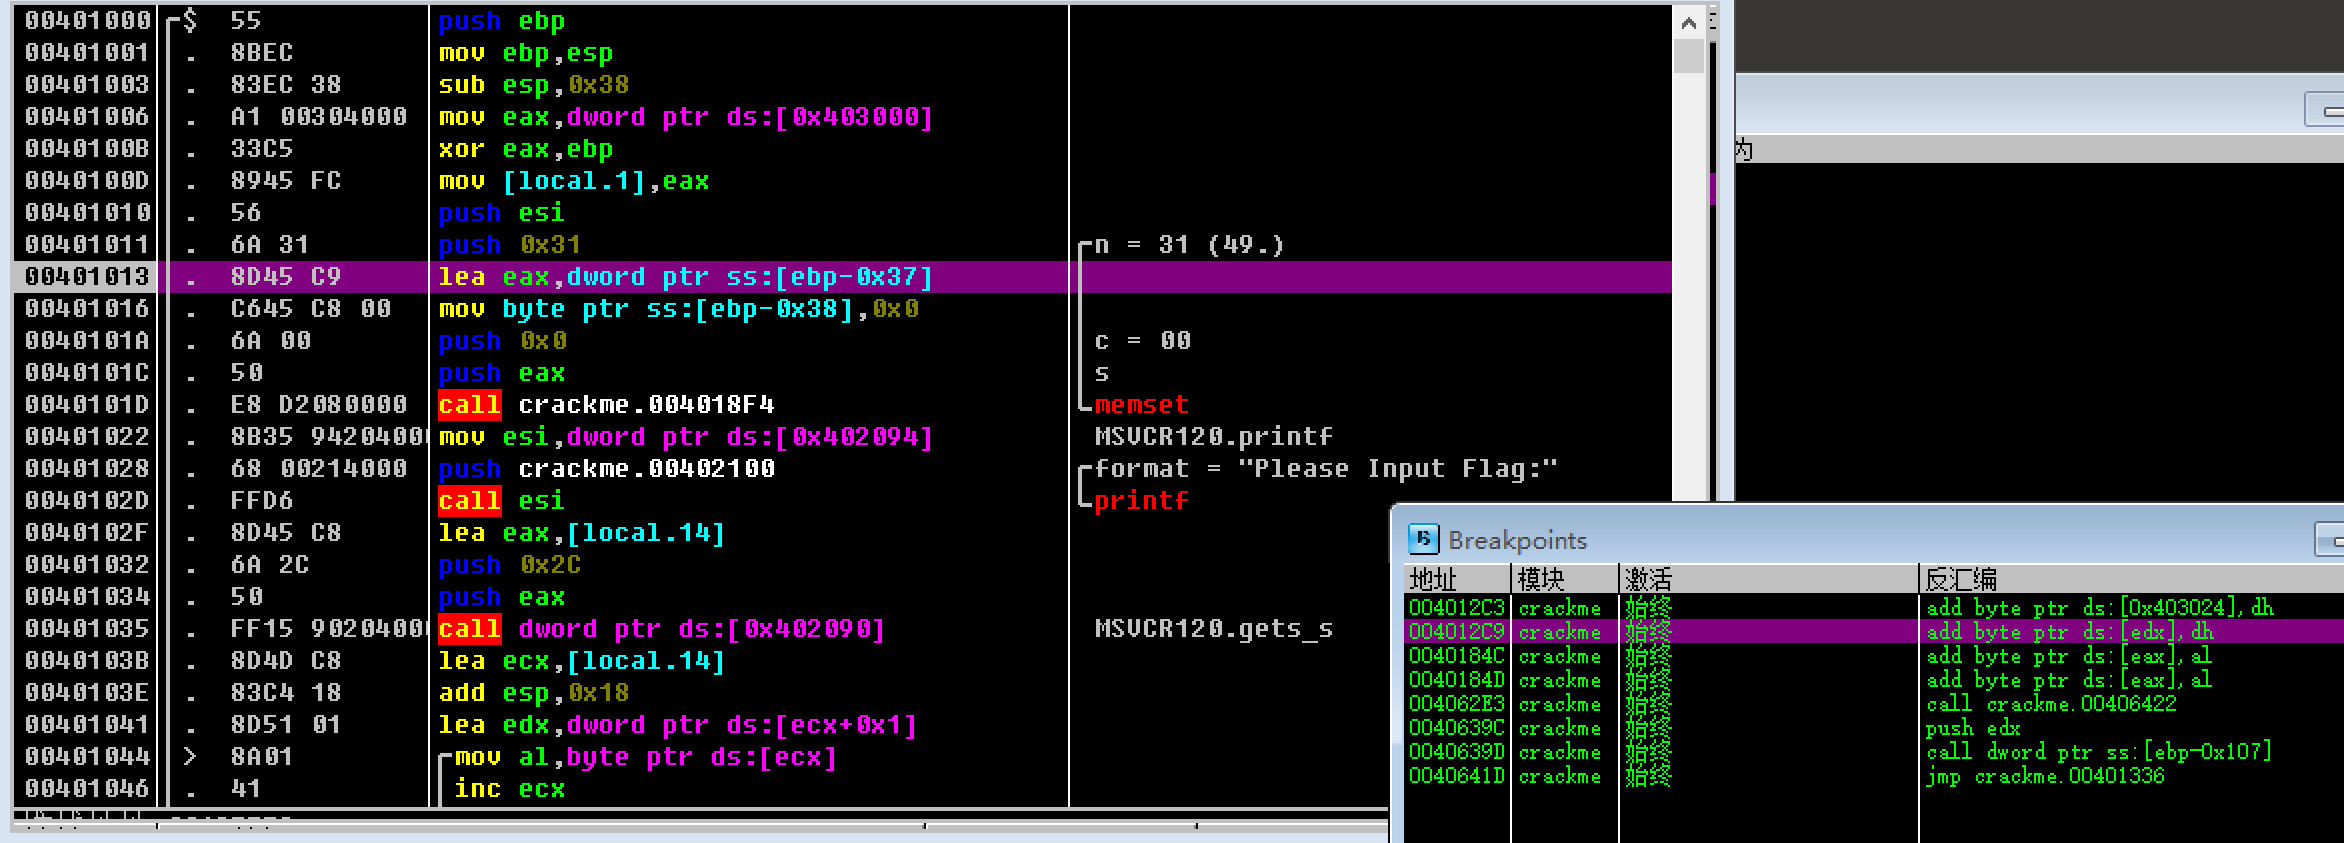 00401000 $ 55 push ebp
00401001 . 8BEC mov ebp,esp
00401003 . 83EC 38 sub esp,0x38
00401006 . A1 00304000 mov eax,dword ptr ds:[0x403000]
0040100B . 33C5 xor eax,ebp
0040100D . 8945 FC mov [local.1],eax
00401010 . 56 push esi
00401011 . 6A 31 push 0x31 n = 31 (49.)
00401013 . 8D45 C9 lea eax,dword ptr ss:[ebp-0x37]
00401016 . C645 C8 00 mov byte ptr ss:[ebp-0x38],0x0
0040101A . 6A 00 push 0x0 c = 00
0040101C . 50 push eax s
0040101D . E8 D2080000 call crackme.004018F4 memset
00401022 . 8B35 9420400 mov esi,dword ptr ds:[0x402094] MSVCR120.printf
00401028 . 68 00214000 push crackme.00402100 format = "Please Input Flag:"
0040102D . FFD6 call esi printf
0040102F . 8D45 C8 lea eax,[local.14]
00401032 . 6A 2C push 0x2C
00401034 . 50 push eax
00401035 . FF15 9020400 call dword ptr ds:[0x402090] MSVCR120.gets_s
0040103B . 8D4D C8 lea ecx,[local.14]
0040103E . 83C4 18 add esp,0x18
00401041 . 8D51 01 lea edx,dword ptr ds:[ecx+0x1]
00401044 > 8A01 mov al,byte ptr ds:[ecx]
00401046 . 41 inc ecx
Breakpoints
地址 模块 激活 反汇编
004012C3 crackme 始终 add byte ptr ds:[0x403024],dh
004012C9 crackme 始终 add byte ptr ds:[edx],dh
0040184C crackme 始终 add byte ptr ds:[eax],al
0040184D crackme 始终 add byte ptr ds:[eax],al
004062E3 crackme 始终 call crackme.00406422
0040639C crackme 始终 push edx
0040639D crackme 始终 call dword ptr ss:[ebp-0x107]
0040641D crackme 始终 jmp crackme.00401336